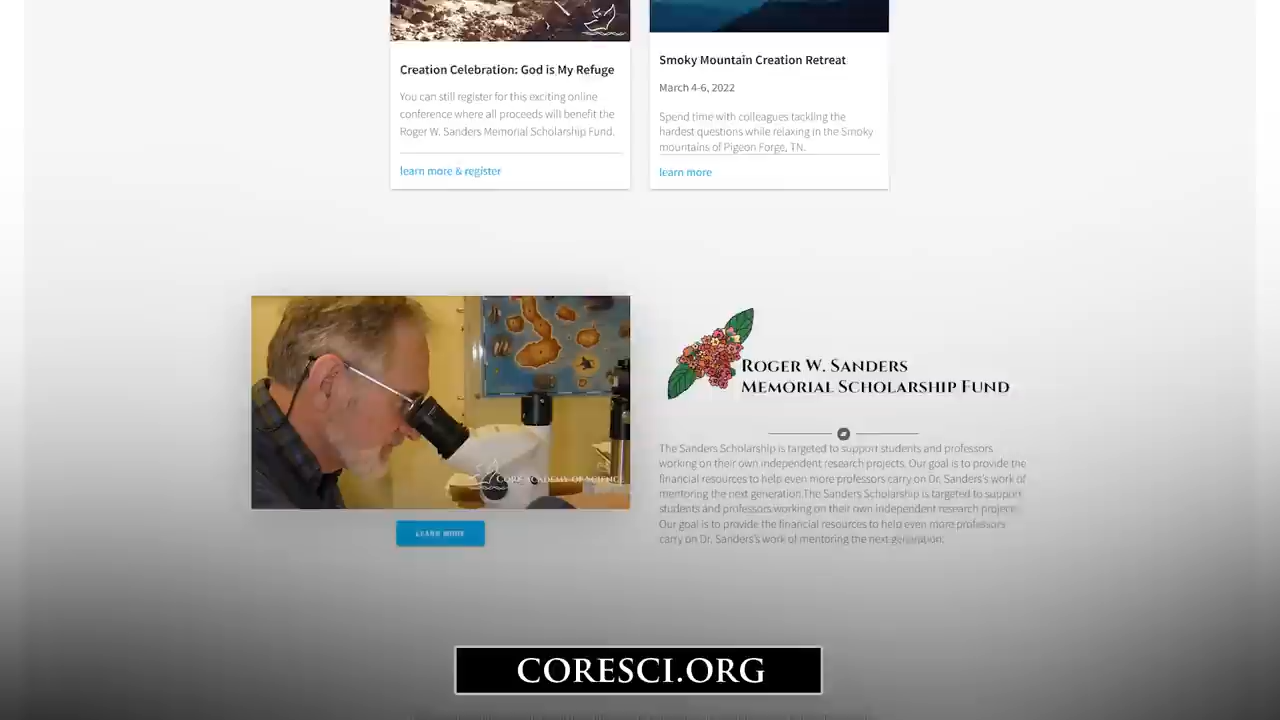 Creation Celebration: God is My Refuge
You can still register for this exciting online
conference where all proceeds will benefit the
Roger W. Sanders Memorial Scholarship Fund.
learn more & register
Smoky Mountain Creation Retreat
March 4-6, 2022
Spend time with colleagues tackling the
hardest questions while relaxing in the Smoky
mountains of Pigeon Forge, TN.
learn more
CORE ACADEMY OF SCIENCE
LEARN MORE
ROGER W. SANDERS
MEMORIAL SCHOLARSHIP FUND
The Sanders Scholarship is targeted to support students and professors
working on their own independent research projects. Our goal is to provide the
financial resources to help even more professors carry on Dr. Sanders's work of
mentoring the next generation.The Sanders Scholarship is targeted to support
students and professors working on their own independent research projects.
Our goal is to provide the financial resources to help even more professors
carry on Dr. Sanders's work of mentoring the next generation.
CORESCI.ORG